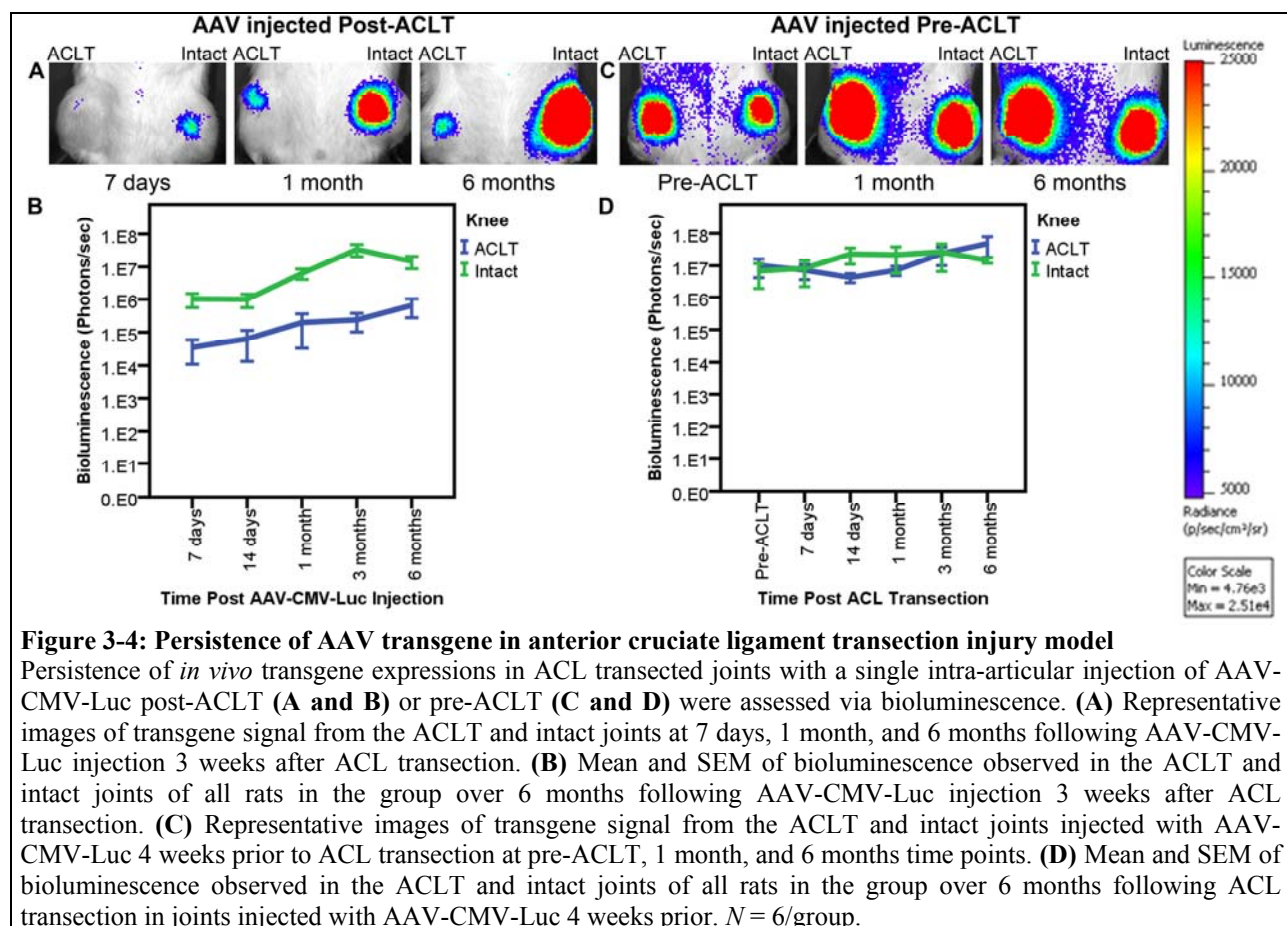 AAV injected Post-ACLT
AAV injected Pre-ACLT
A
ACLT Intact ACLT Intact ACLT Intact
7 days 1 month 6 months
C
ACLT Intact ACLT Intact ACLT Intact
Pre-ACLT 1 month 6 months
B
Bioluminescence (Photons/sec)
1.E8
1.E7
1.E6
1.E5
1.E4
1.E3
1.E2
1.E1
0.E0
7 days
14 days
1 month
3 months
6 months
Time Post AAV-CMV-Luc Injection
Knee
ACLT
Intact
D
Bioluminescence (Photons/sec)
1.E8
1.E7
1.E6
1.E5
1.E4
1.E3
1.E2
1.E1
0.E0
Pre-ACLT
7 days
14 days
1 month
3 months
6 months
Time Post ACL Transection
Knee
ACLT
Intact
Luminescence
25000
20000
15000
10000
5000
Radiance
(p/sec/cm²/sr)
Color Scale
Min = 4.76e3
Max = 2.51e4
Figure 3-4: Persistence of AAV transgene in anterior cruciate ligament transection injury model
Persistence of in vivo transgene expressions in ACL transected joints with a single intra-articular injection of AAV-
CMV-Luc post-ACLT (A and B) or pre-ACLT (C and D) were assessed via bioluminescence. (A) Representative
images of transgene signal from the ACLT and intact joints at 7 days, 1 month, and 6 months following AAV-CMV-
Luc injection 3 weeks after ACL transection. (B) Mean and SEM of bioluminescence observed in the ACLT and
intact joints of all rats in the group over 6 months following AAV-CMV-Luc injection 3 weeks after ACL
transection. (C) Representative images of transgene signal from the ACLT and intact joints injected with AAV-
CMV-Luc 4 weeks prior to ACL transection at pre-ACLT, 1 month, and 6 months time points. (D) Mean and SEM of
bioluminescence observed in the ACLT and intact joints of all rats in the group over 6 months following ACL
transection in joints injected with AAV-CMV-Luc 4 weeks prior. N = 6/group.